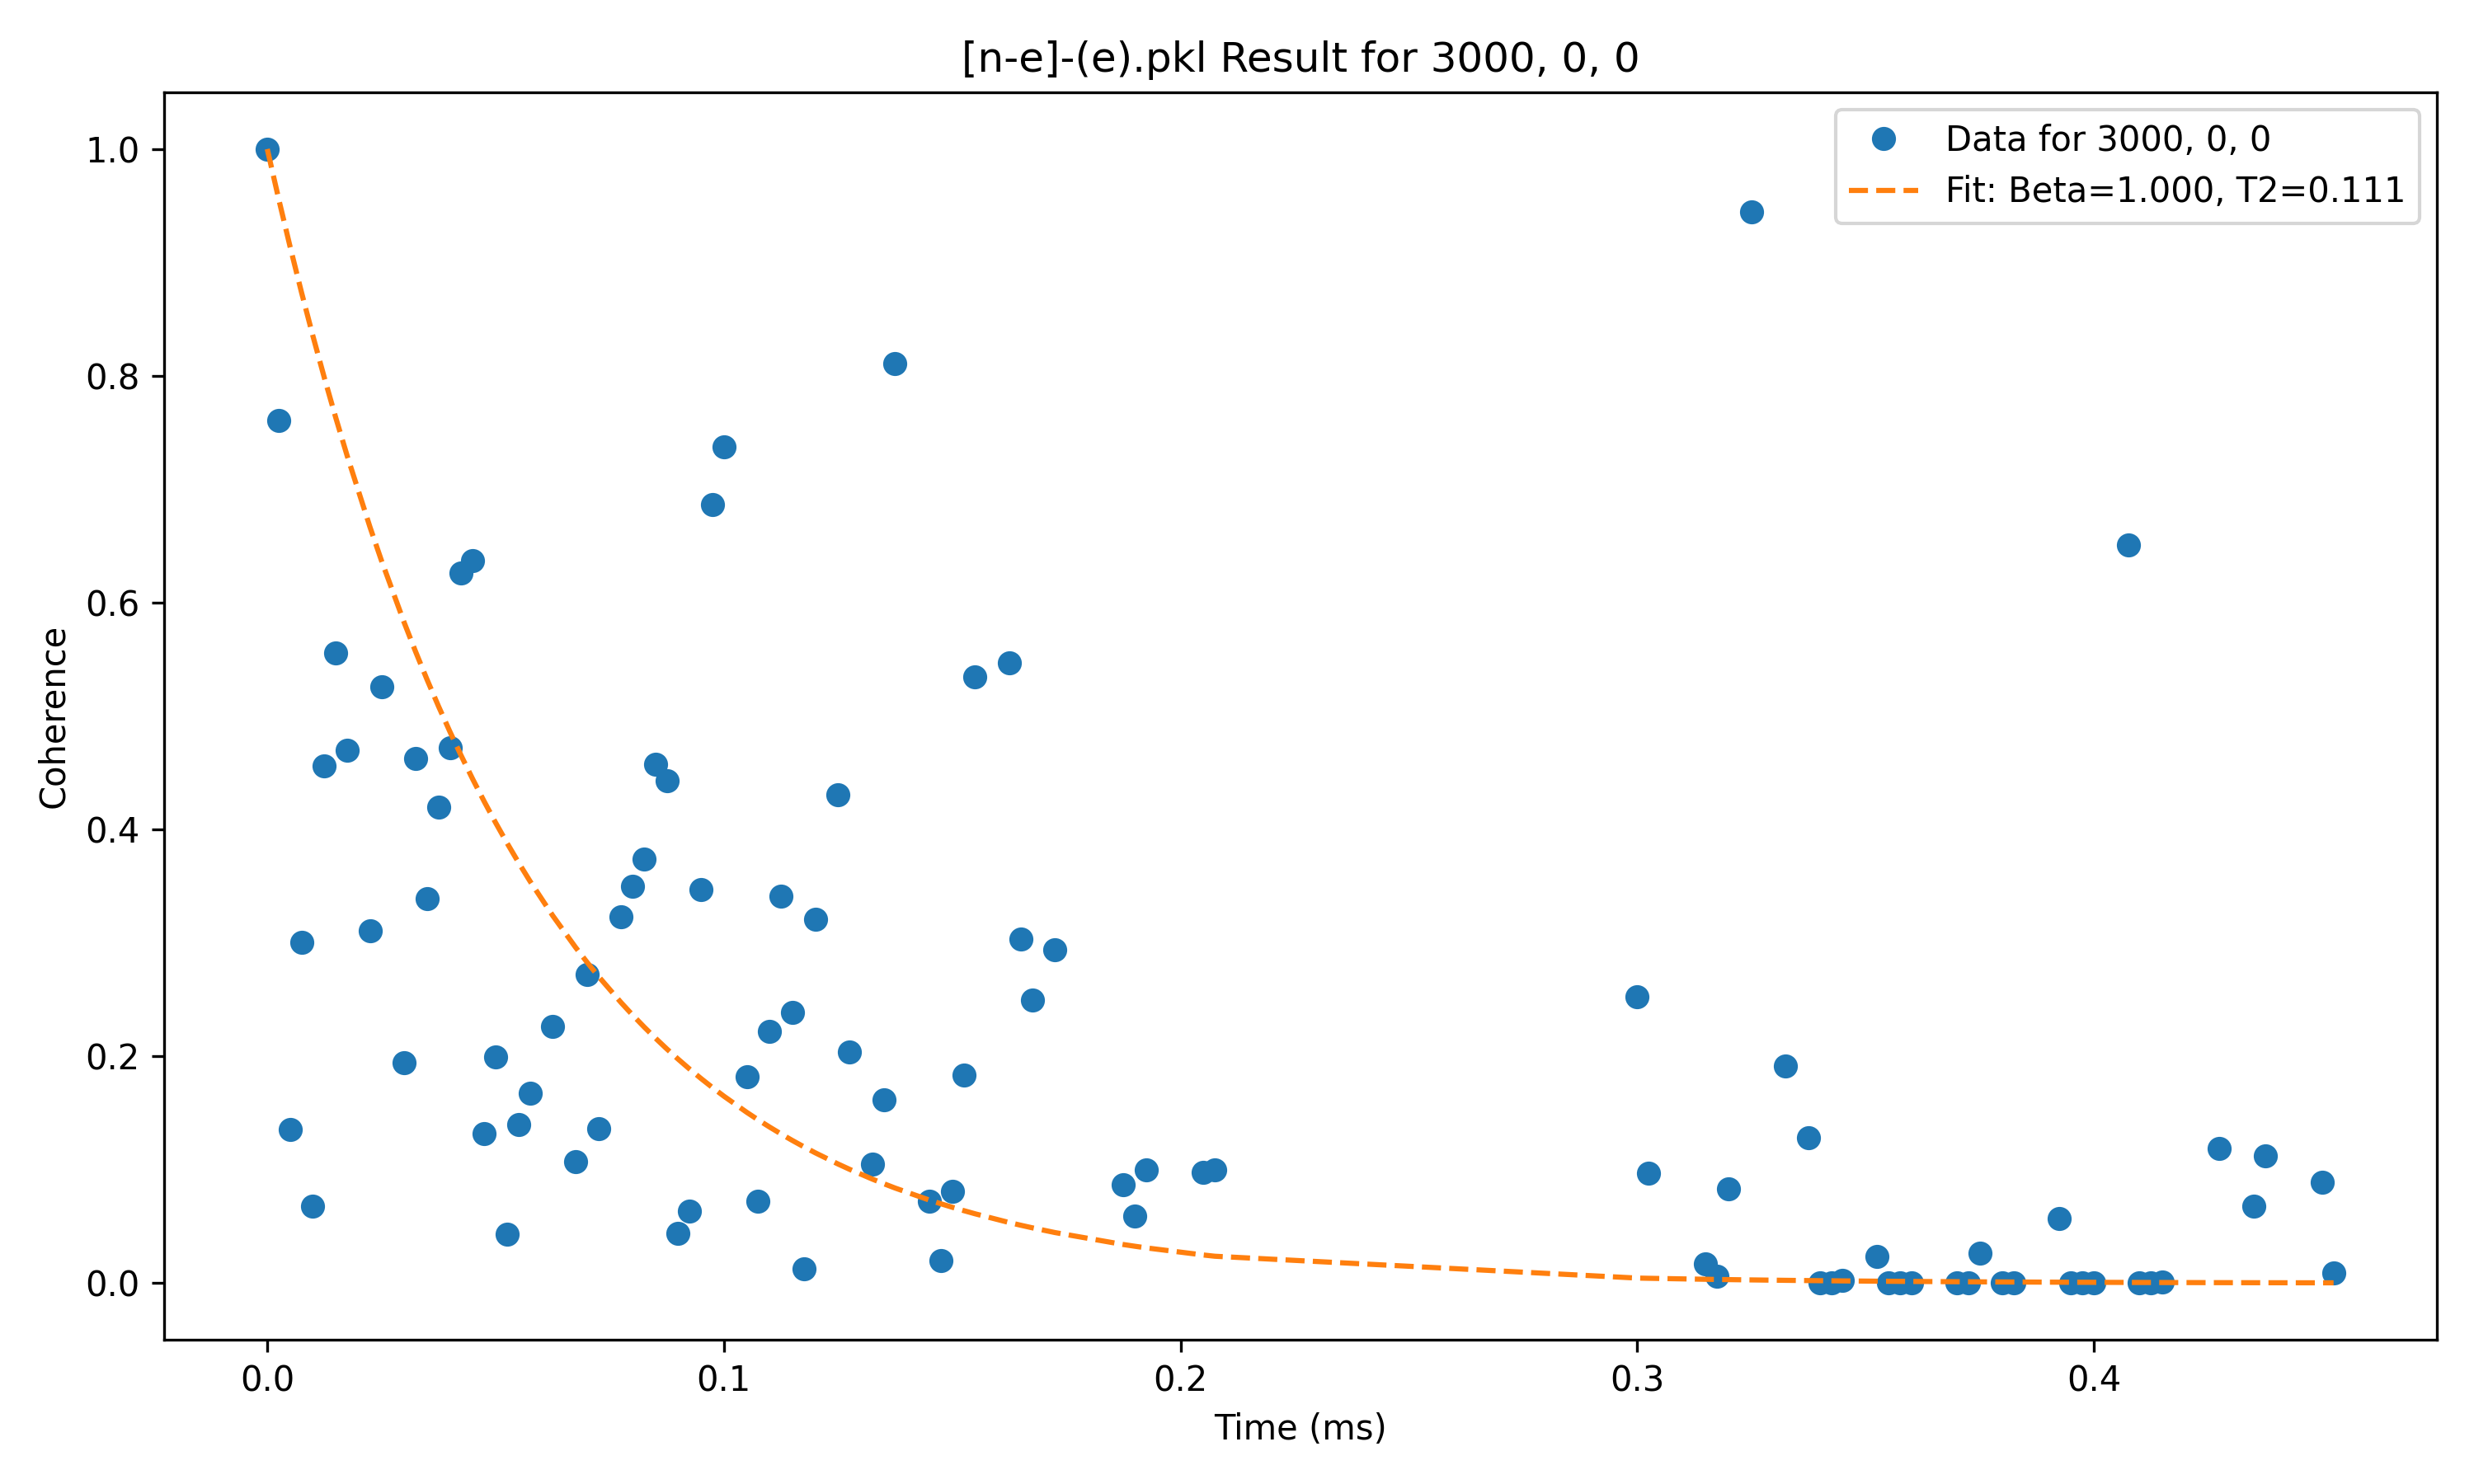 [n-e]-(e).pkl Result for 3000, 0, 0
Data for 3000, 0, 0
Fit: Beta=1.000, T2=0.111
Coherence
1.0
0.8
0.6
0.4
0.2
0.0
0.0 0.1 0.2 0.3 0.4
Time (ms)